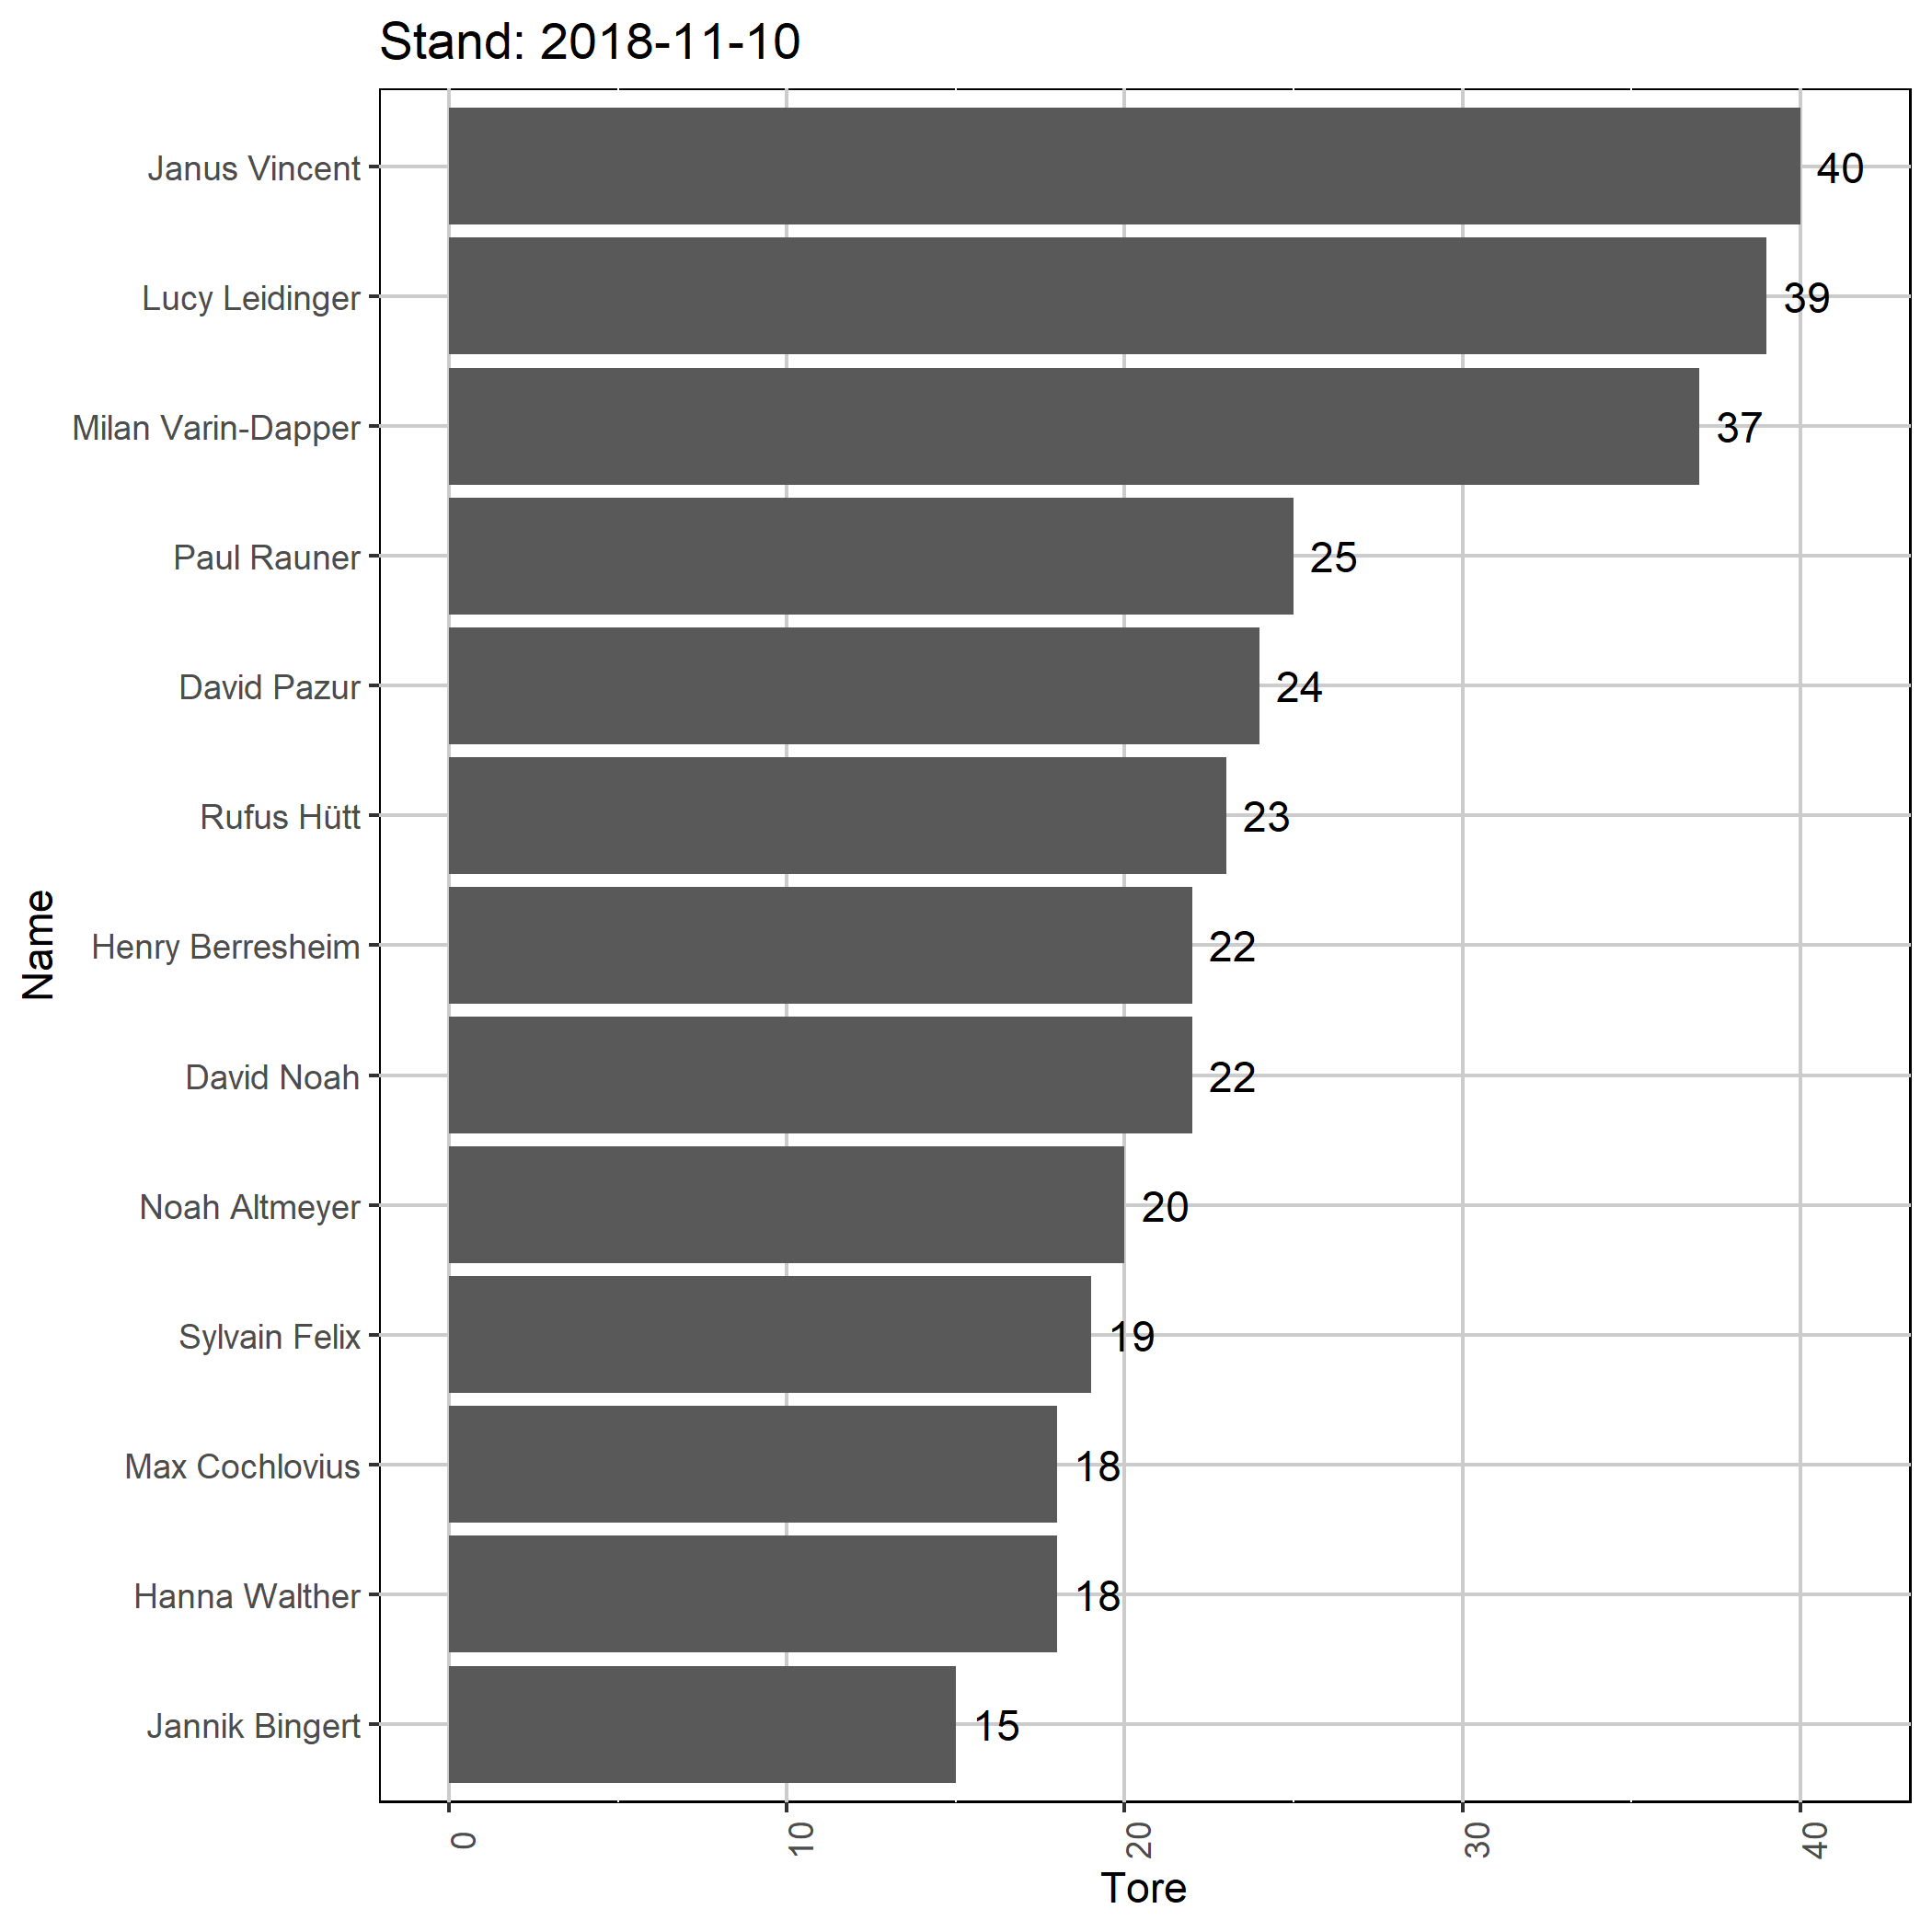 Stand: 2018-11-10
Janus Vincent 40
Lucy Leidinger 39
Milan Varin-Dapper 37
Paul Rauner 25
David Pazur 24
Rufus Hütt 23
Henry Berresheim 22
Name
David Noah 22
Noah Altmeyer 20
Sylvain Felix 19
Max Cochlovius 18
Hanna Walther 18
Jannik Bingert 15
0 10 20 30 40
Tore